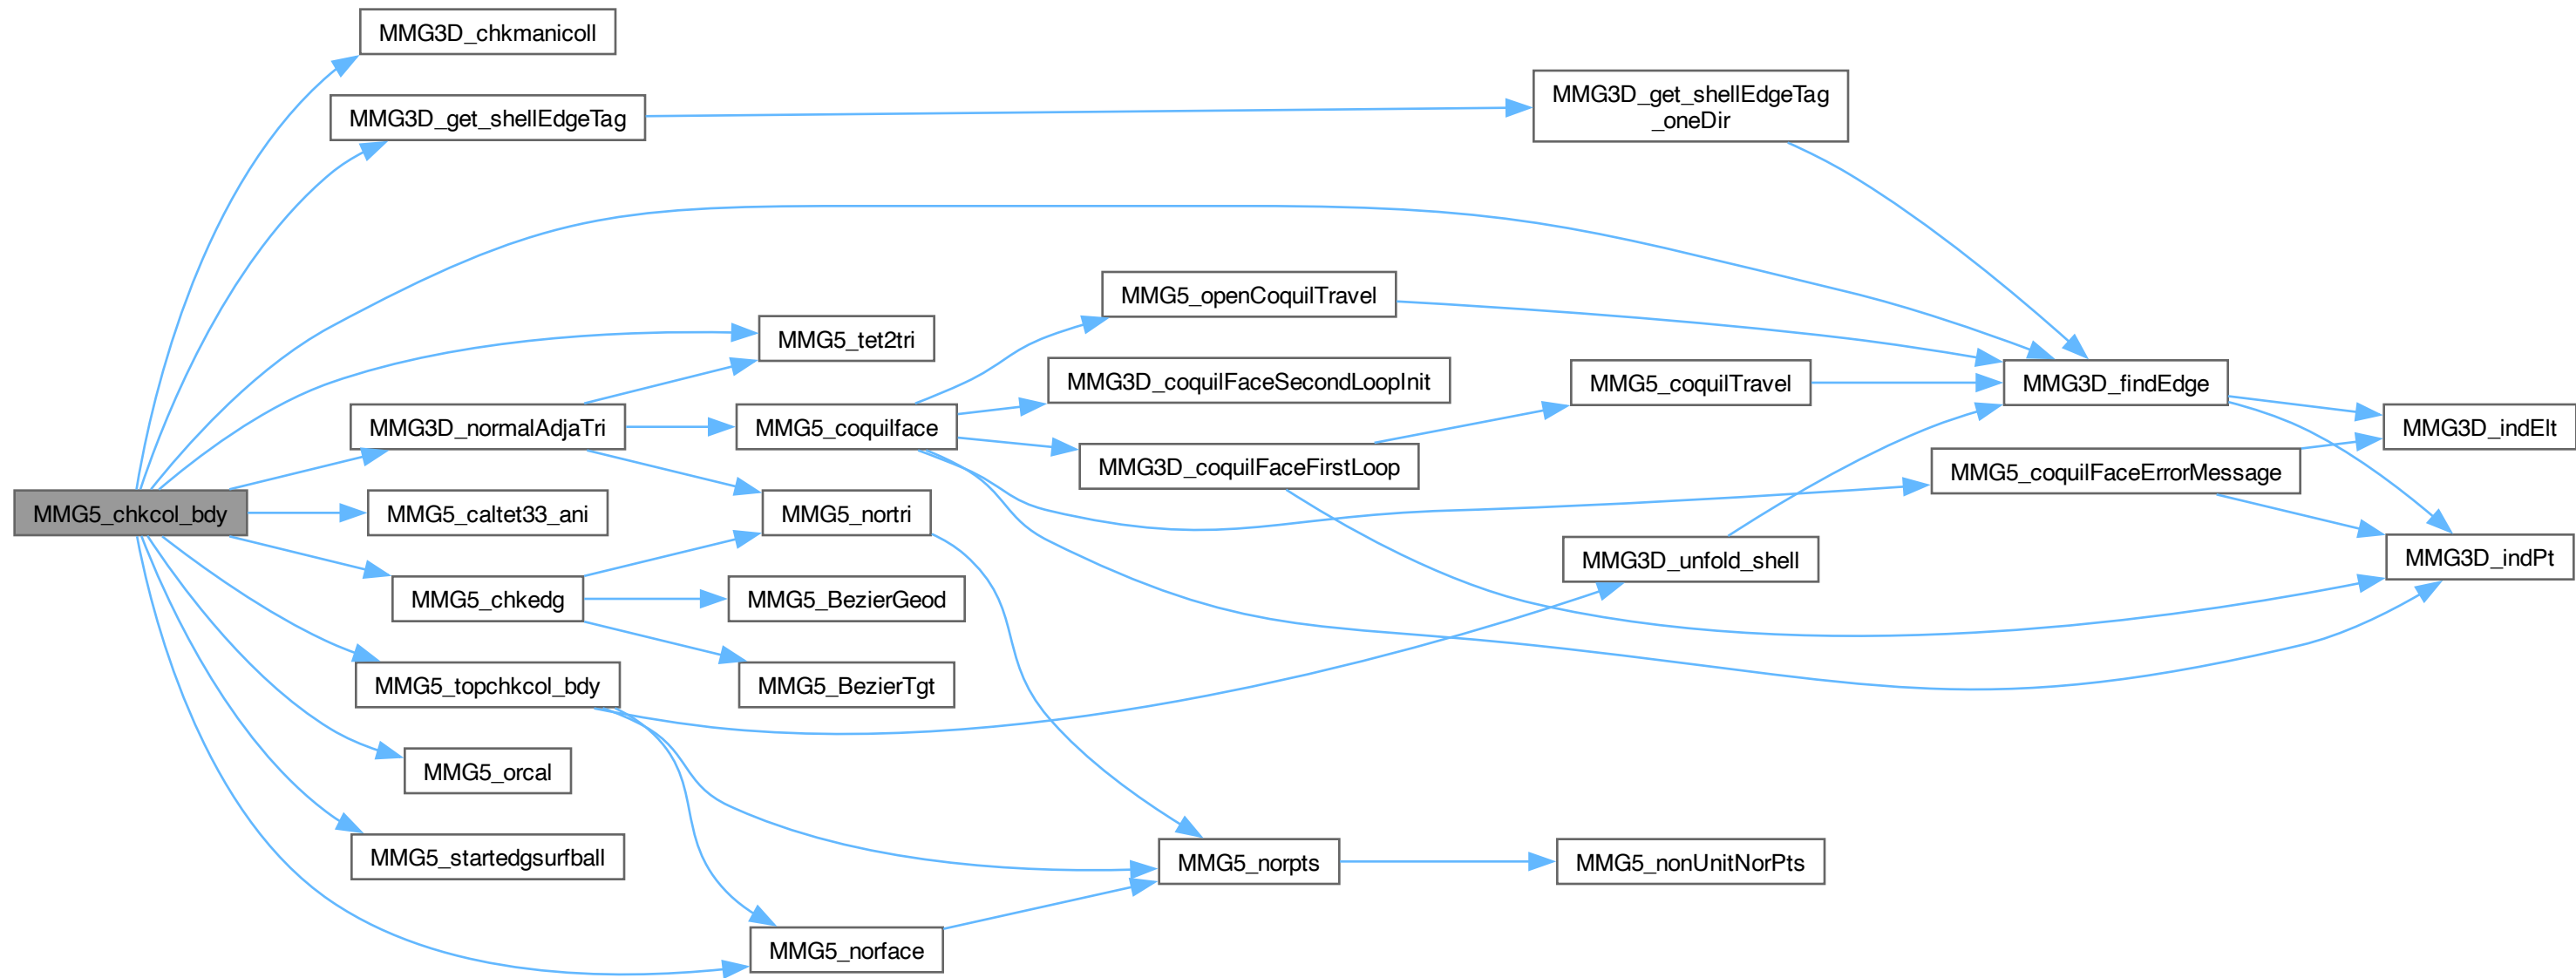 MMG3D_chkmanicoll
MMG3D_get_shellEdgeTag
_oneDir
MMG3D_get_shellEdgeTag
MMG5_openCoquilTravel
MMG5_tet2tri
MMG3D_coquilFaceSecondLoopInit
MMG5_coquilTravel
MMG3D_findEdge
MMG3D_normalAdjaTri
MMG5_coquilface
MMG3D_indElt
MMG3D_coquilFaceFirstLoop
MMG5_coquilFaceErrorMessage
MMG5_chkcol_bdy
MMG5_caltet33_ani
MMG5_nortri
MMG3D_unfold_shell
MMG3D_indPt
MMG5_chkedg
MMG5_BezierGeod
MMG5_topchkcol_bdy
MMG5_BezierTgt
MMG5_orcal
MMG5_startedgsurfball
MMG5_norpts
MMG5_nonUnitNorPts
MMG5_norface